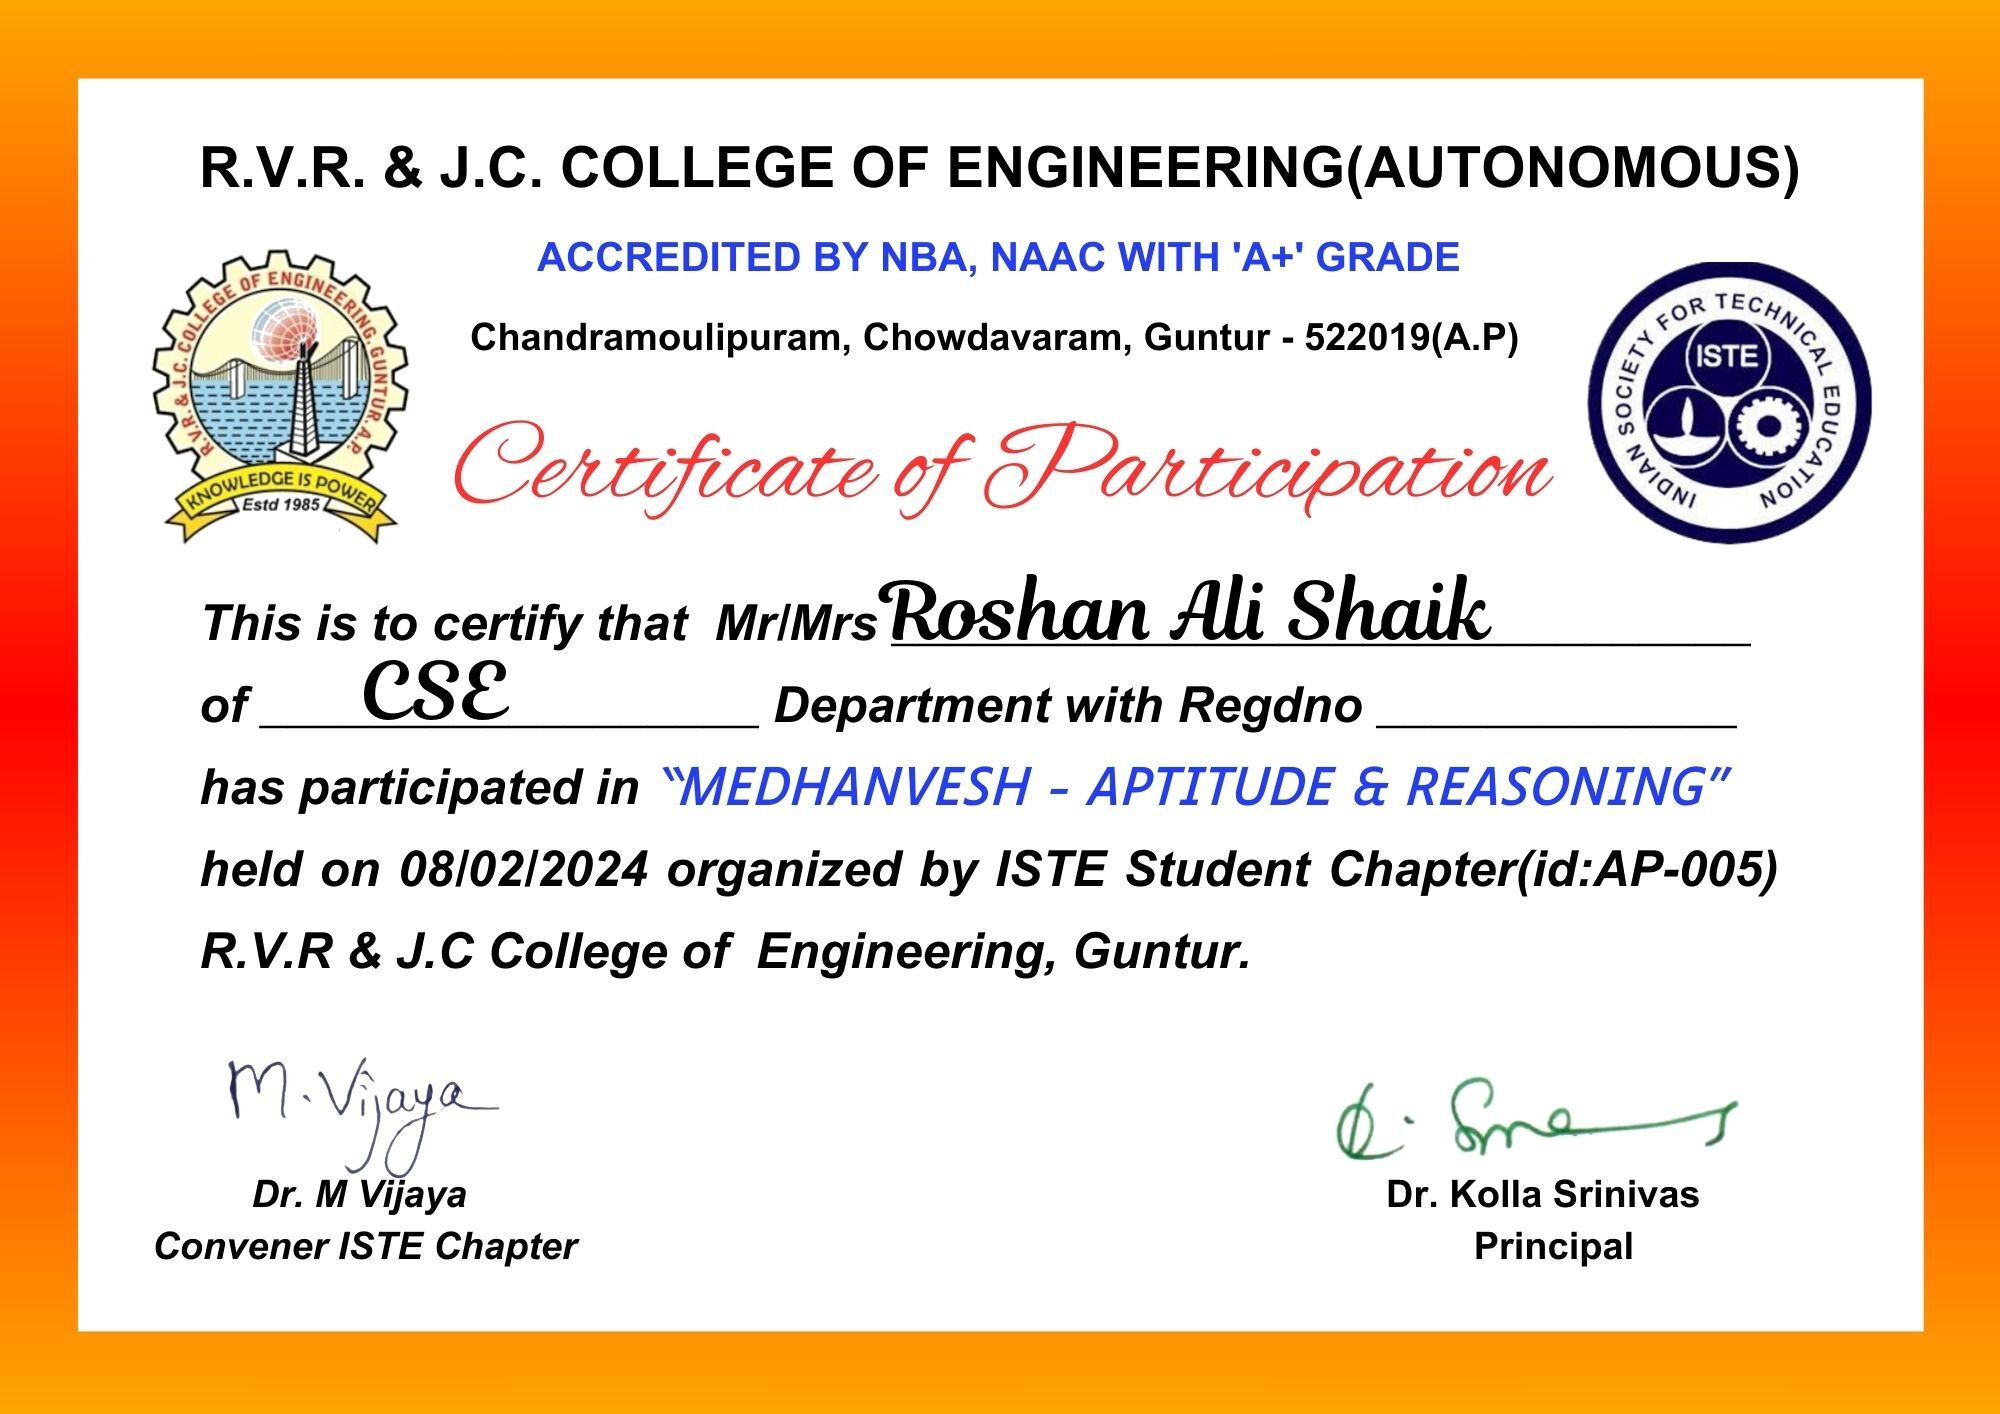 R.V.R. & J.C. COLLEGE OF ENGINEERING(AUTONOMOUS)
ACCREDITED BY NBA, NAAC WITH 'A+' GRADE
Chandramoulipuram, Chowdavaram, Guntur - 522019(A.P)
R.V.R. & J.C. COLLEGE OF ENGINEERING. GUNTUR. A.P.
KNOWLEDGE IS POWER
Estd 1985
INDIAN SOCIETY FOR TECHNICAL EDUCATION
ISTE
Certificate of Participation
This is to certify that Mr/Mrs Roshan Ali Shaik
of CSE Department with Regdno
has participated in “MEDHANVESH - APTITUDE & REASONING”
held on 08/02/2024 organized by ISTE Student Chapter(id:AP-005)
R.V.R & J.C College of Engineering, Guntur.
M. Vijaya
Dr. M Vijaya
Convener ISTE Chapter
Dr. Kolla Srinivas
Principal